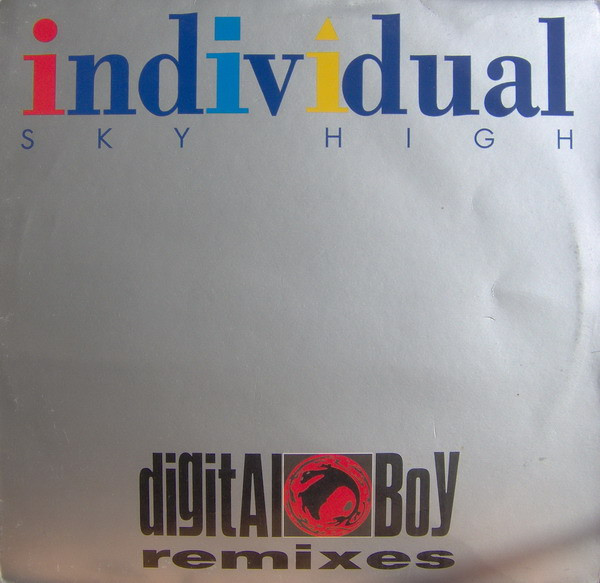 individual
SKY HIGH
digitAl BoY
remixes